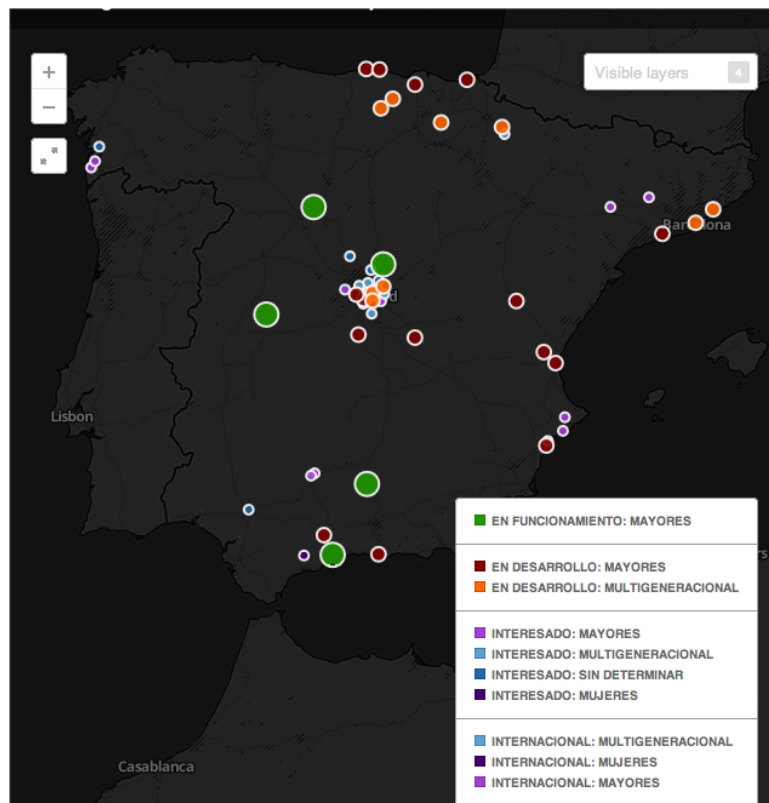 +
Visible layers 4
−
Barcelona
Lisbon
EN FUNCIONAMIENTO: MAYORES
EN DESARROLLO: MAYORES
EN DESARROLLO: MULTIGENERACIONAL
INTERESADO: MAYORES
INTERESADO: MULTIGENERACIONAL
INTERESADO: SIN DETERMINAR
INTERESADO: MUJERES
INTERNACIONAL: MULTIGENERACIONAL
INTERNACIONAL: MUJERES
INTERNACIONAL: MAYORES
Casablanca